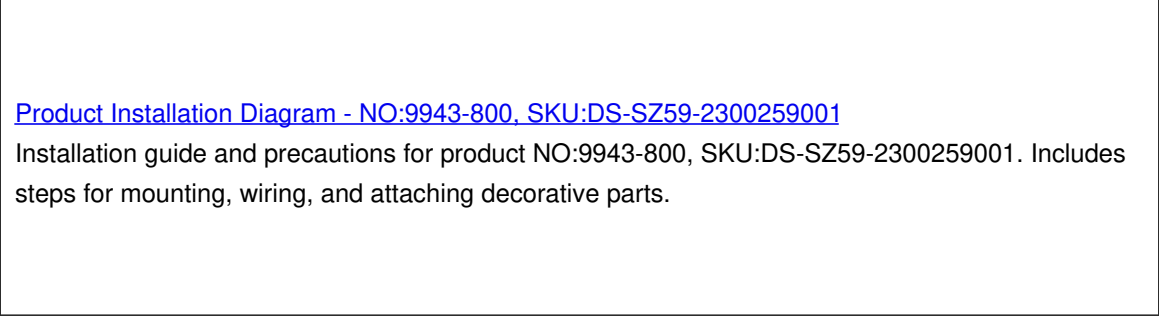 Product Installation Diagram - NO:9943-800, SKU:DS-SZ59-2300259001
Installation guide and precautions for product NO:9943-800, SKU:DS-SZ59-2300259001. Includes
steps for mounting, wiring, and attaching decorative parts.